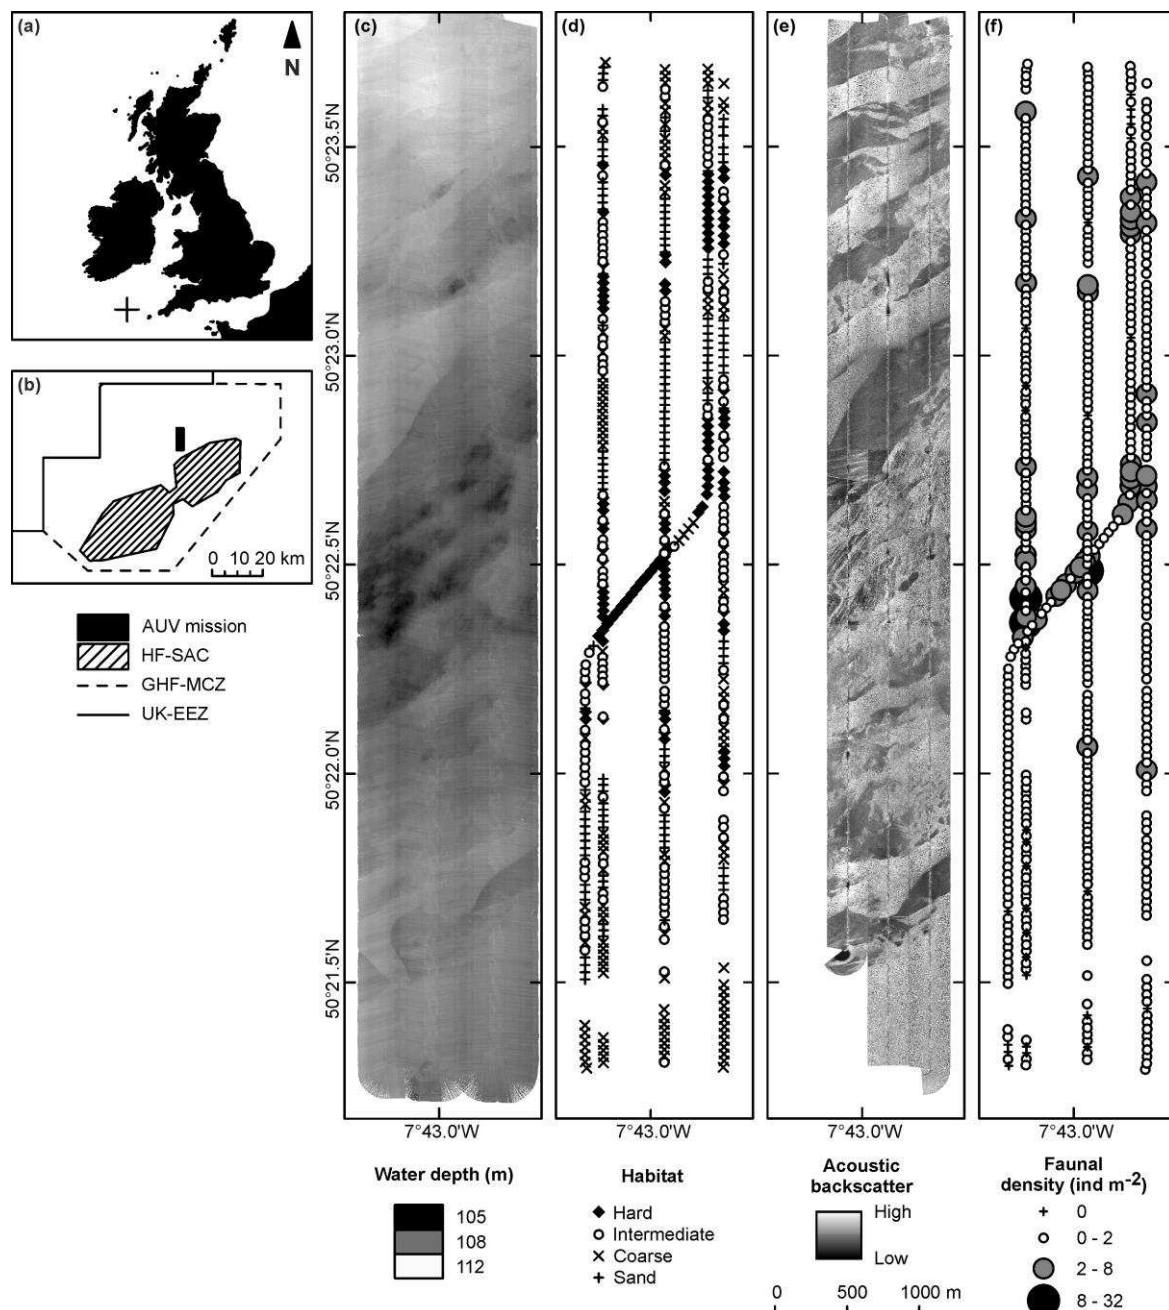 (a)
N
(b)
0 10 20 km
AUV mission
HF-SAC
GHF-MCZ
UK-EEZ
(c)
(d)
(e)
(f)
50°23.5'N
50°23.0'N
50°22.5'N
50°22.0'N
50°21.5'N
7°43.0'W
7°43.0'W
7°43.0'W
7°43.0'W
Water depth (m)
105
108
112
Habitat
Hard
Intermediate
Coarse
Sand
Acoustic
backscatter
High
Low
0 500 1000 m
Faunal
density (ind m⁻²)
0
0 - 2
2 - 8
8 - 32